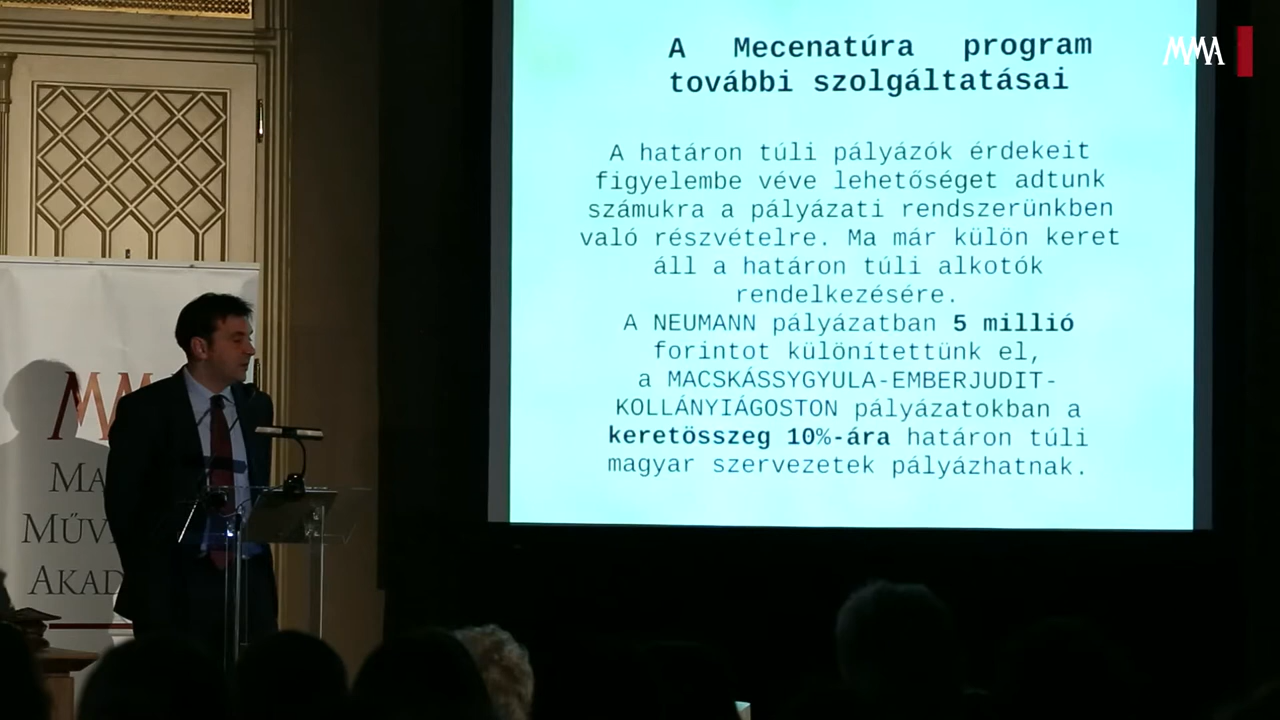 A Mecenatúra program
további szolgáltatásai
A határon túli pályázók érdekeit
figyelembe véve lehetőséget adtunk
számukra a pályázati rendszerünkben
való részvételre. Ma már külön keret
áll a határon túli alkotók
rendelkezésére.
A NEUMANN pályázatban 5 millió
forintot különítettünk el,
a MACSKÁSSYGYULA-EMBERJUDIT-
KOLLÁNYIÁGOSTON pályázatokban a
keretösszeg 10%-ára határon túli
magyar szervezetek pályázhatnak.
MMA
MM
MA
MŰV
AKAD